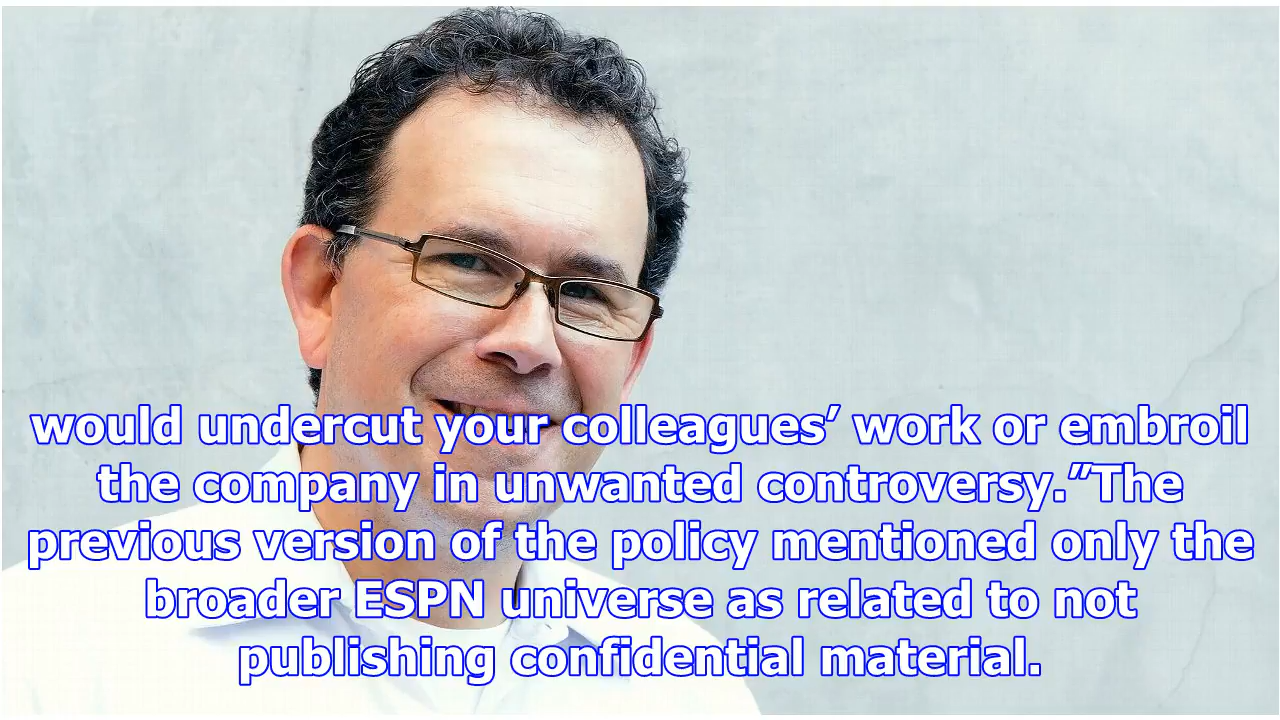 would undercut your colleagues’ work or embroil
the company in unwanted controversy.”The
previous version of the policy mentioned only the
broader ESPN universe as related to not
publishing confidential material.